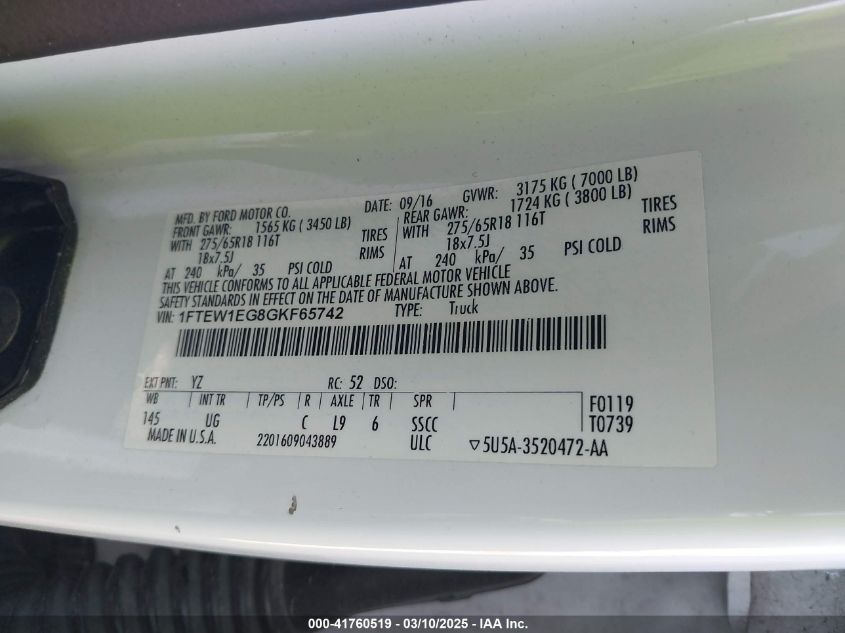 MFD. BY FORD MOTOR CO. DATE: 09/16 GVWR: 3175 KG ( 7000 LB)
FRONT GAWR: 1565 KG ( 3450 LB) REAR GAWR: 1724 KG ( 3800 LB)
WITH 275/65R18 116T TIRES WITH 275/65R18 116T TIRES
18x7.5J RIMS 18x7.5J RIMS
AT 240 kPa/ 35 PSI COLD AT 240 kPa/ 35 PSI COLD
THIS VEHICLE CONFORMS TO ALL APPLICABLE FEDERAL MOTOR VEHICLE
SAFETY STANDARDS IN EFFECT ON THE DATE OF MANUFACTURE SHOWN ABOVE.
VIN: 1FTEW1EG8GKF65742 TYPE: Truck
EXT PNT: YZ RC: 52 DSO:
WB INT TR TP/PS R AXLE TR SPR F0119
145 UG C L9 6 SSCC T0739
MADE IN U.S.A. 2201609043889 ULC ▽5U5A-3520472-AA
000-41760519 - 03/10/2025 - IAA Inc.